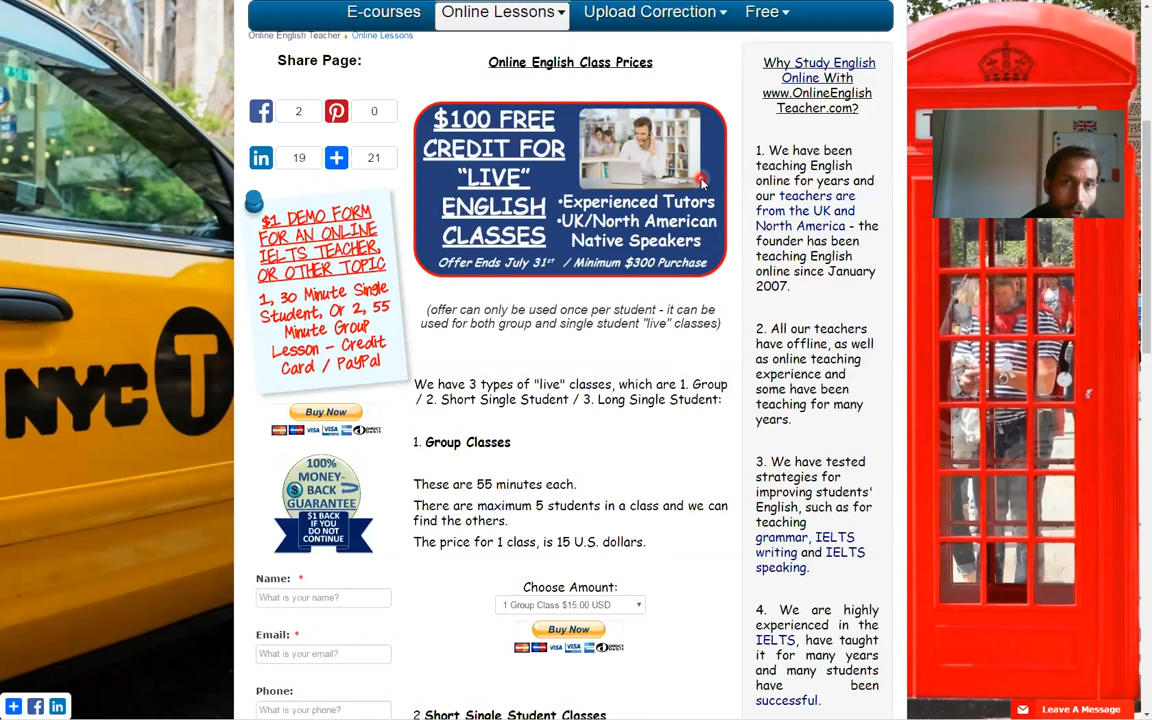 E-courses
Online Lessons
Upload Correction
Free
Online English Teacher
Online Lessons
Share Page:
2
0
19
21
$1 DEMO FORM
FOR AN ONLINE
IELTS TEACHER,
OR OTHER TOPIC
1, 30 Minute Single
Student, Or 2, 55
Minute Group
Lesson - Credit
Card / PayPal
Buy Now
VISA
VISA
DIRECT
Debit
100%
MONEY-
BACK
GUARANTEE
$1 BACK
IF YOU
DO NOT
CONTINUE
Name: *
What is your name?
Email: *
What is your email?
Phone:
What is your phone?
Online English Class Prices
$100 FREE
CREDIT FOR
"LIVE"
ENGLISH
CLASSES
•Experienced Tutors
•UK/North American
Native Speakers
Offer Ends July 31st / Minimum $300 Purchase
(offer can only be used once per student - it can be
used for both group and single student "live" classes)
We have 3 types of "live" classes, which are 1. Group
/ 2. Short Single Student / 3. Long Single Student:
1. Group Classes
These are 55 minutes each.
There are maximum 5 students in a class and we can
find the others.
The price for 1 class, is 15 U.S. dollars.
Choose Amount:
1 Group Class $15.00 USD
Buy Now
VISA
VISA
DIRECT
Debit
2 Short Single Student Classes
Why Study English
Online With
www.OnlineEnglish
Teacher.com?
1. We have been
teaching English
online for years and
our teachers are
from the UK and
North America - the
founder has been
teaching English
online since January
2007.
2. All our teachers
have offline, as well
as online teaching
experience and
some have been
teaching for many
years.
3. We have tested
strategies for
improving students'
English, such as for
teaching
grammar, IELTS
writing and IELTS
speaking.
4. We are highly
experienced in the
IELTS, have taught
it for many years
and many students
have been
successful.
NYC T
Leave A Message